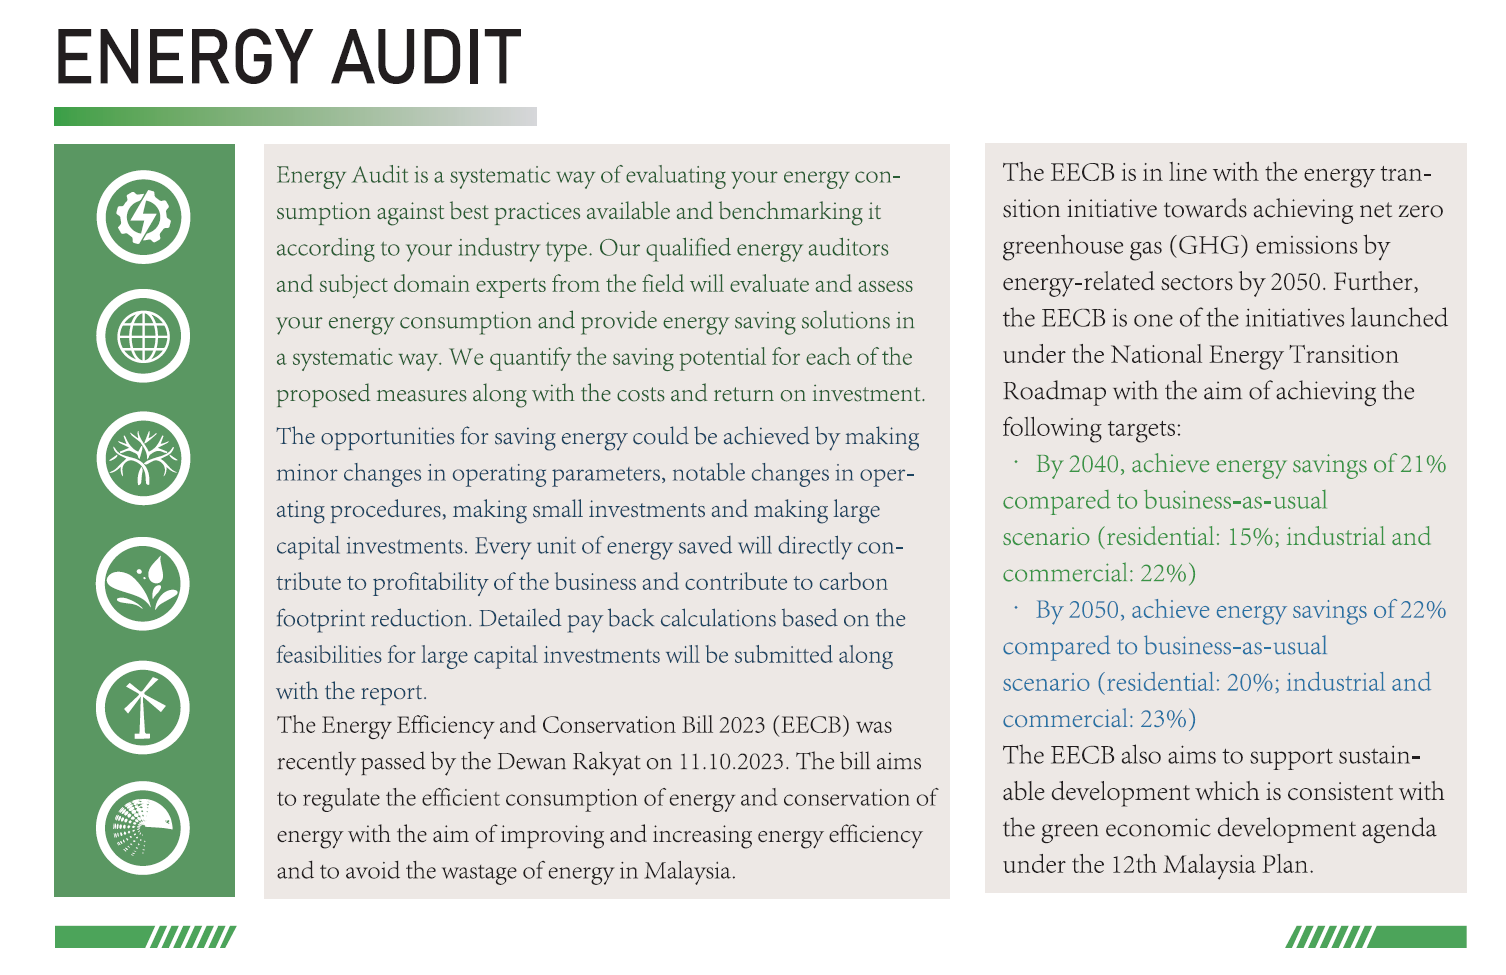 ENERGY AUDIT
Energy Audit is a systematic way of evaluating your energy con-
sumption against best practices available and benchmarking it
according to your industry type. Our qualified energy auditors
and subject domain experts from the field will evaluate and assess
your energy consumption and provide energy saving solutions in
a systematic way. We quantify the saving potential for each of the
proposed measures along with the costs and return on investment.
The opportunities for saving energy could be achieved by making
minor changes in operating parameters, notable changes in oper-
ating procedures, making small investments and making large
capital investments. Every unit of energy saved will directly con-
tribute to profitability of the business and contribute to carbon
footprint reduction. Detailed pay back calculations based on the
feasibilities for large capital investments will be submitted along
with the report.
The Energy Efficiency and Conservation Bill 2023 (EECB) was
recently passed by the Dewan Rakyat on 11.10.2023. The bill aims
to regulate the efficient consumption of energy and conservation of
energy with the aim of improving and increasing energy efficiency
and to avoid the wastage of energy in Malaysia.
The EECB is in line with the energy tran-
sition initiative towards achieving net zero
greenhouse gas (GHG) emissions by
energy-related sectors by 2050. Further,
the EECB is one of the initiatives launched
under the National Energy Transition
Roadmap with the aim of achieving the
following targets:
· By 2040, achieve energy savings of 21%
compared to business-as-usual
scenario (residential: 15%; industrial and
commercial: 22%)
· By 2050, achieve energy savings of 22%
compared to business-as-usual
scenario (residential: 20%; industrial and
commercial: 23%)
The EECB also aims to support sustain-
able development which is consistent with
the green economic development agenda
under the 12th Malaysia Plan.